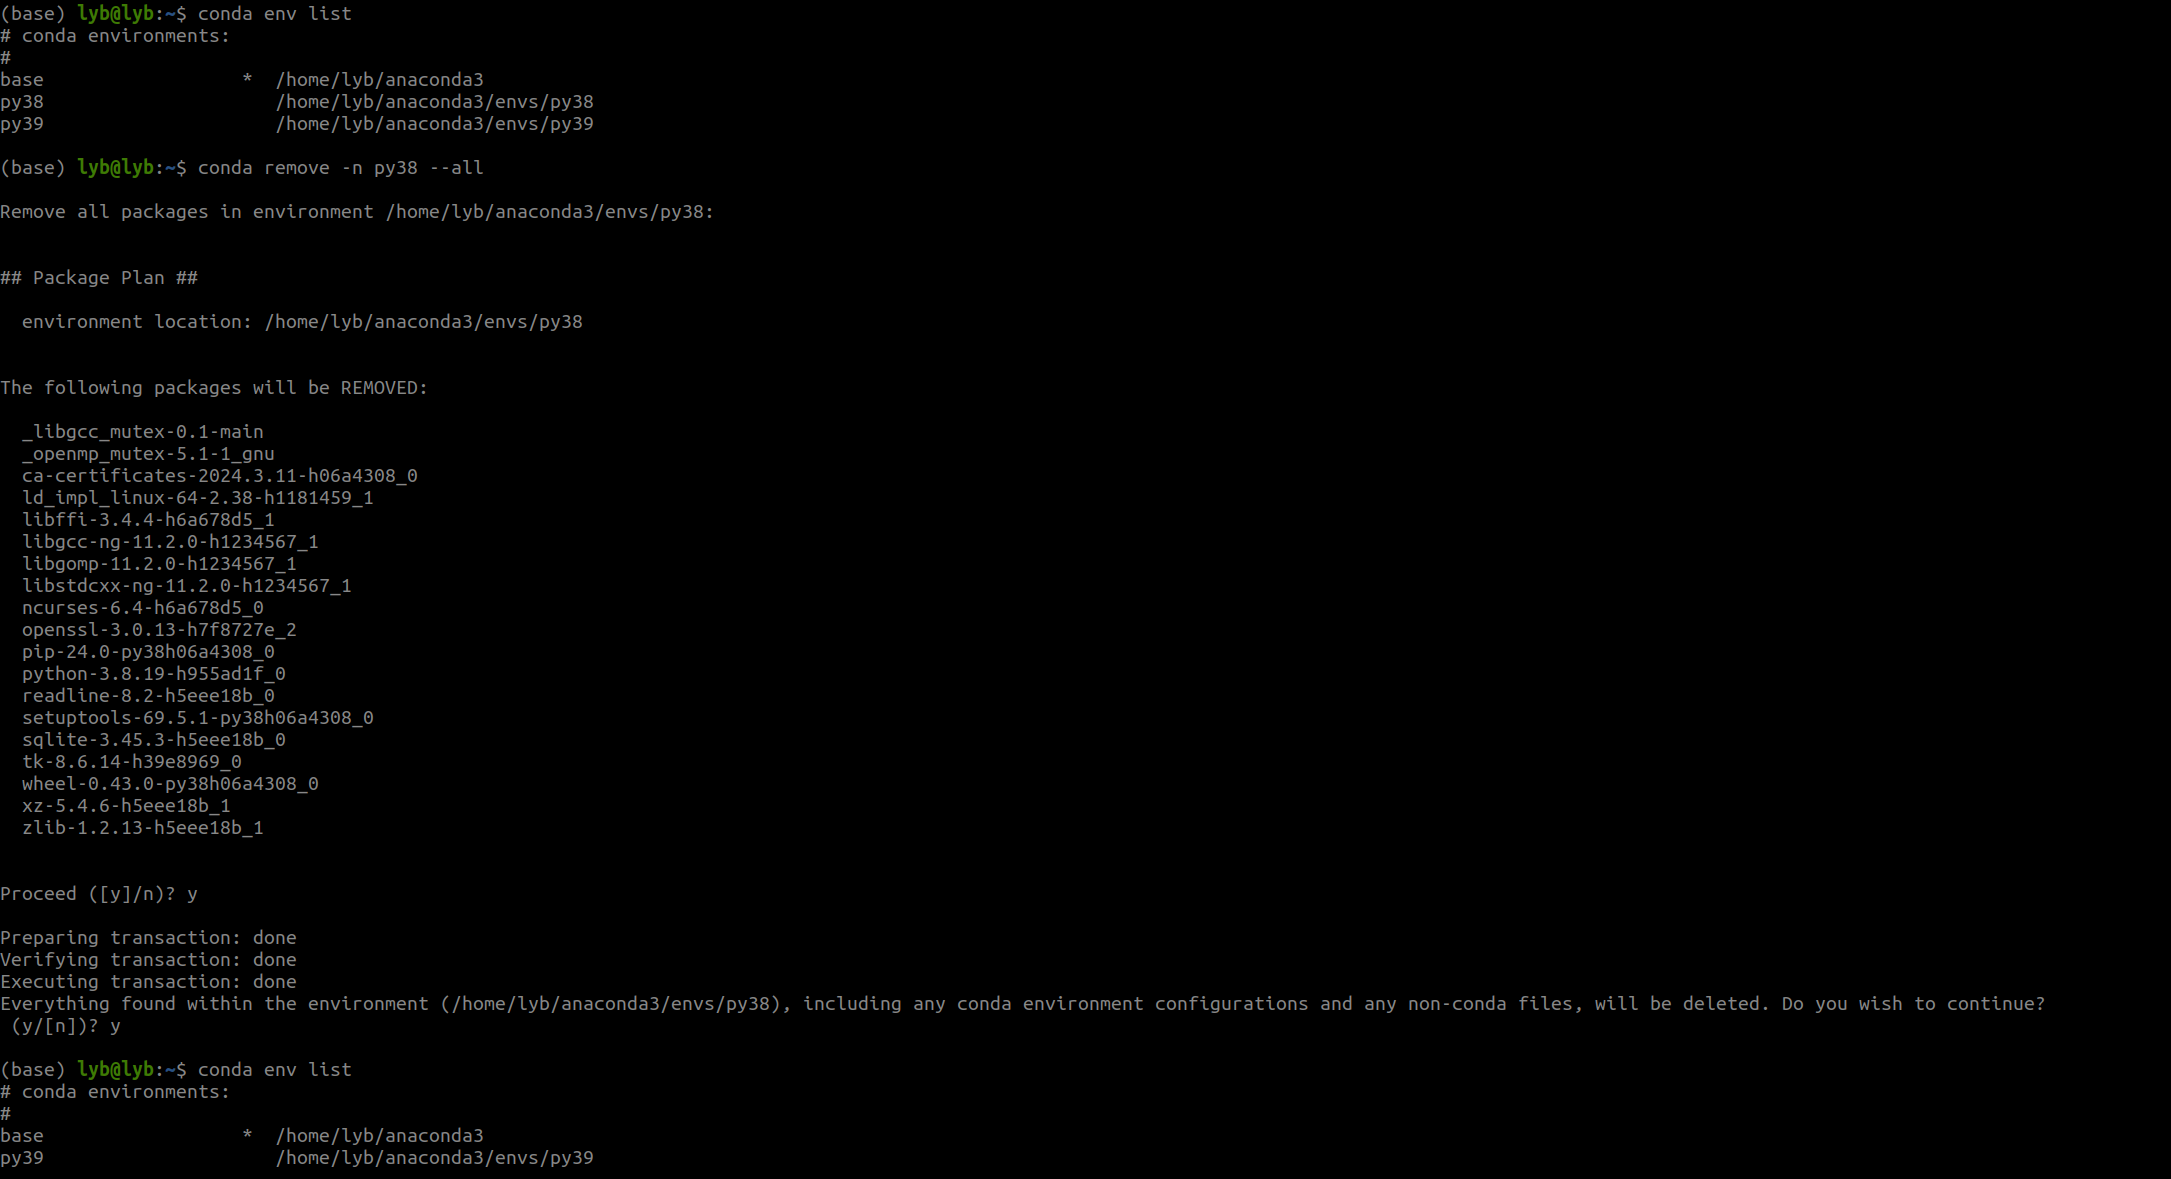 (base) lyb@lyb:~$ conda env list
# conda environments:
#
base                  *  /home/lyb/anaconda3
py38                     /home/lyb/anaconda3/envs/py38
py39                     /home/lyb/anaconda3/envs/py39
(base) lyb@lyb:~$ conda remove -n py38 --all
Remove all packages in environment /home/lyb/anaconda3/envs/py38:
## Package Plan ##
  environment location: /home/lyb/anaconda3/envs/py38
The following packages will be REMOVED:
  _libgcc_mutex-0.1-main
  _openmp_mutex-5.1-1_gnu
  ca-certificates-2024.3.11-h06a4308_0
  ld_impl_linux-64-2.38-h1181459_1
  libffi-3.4.4-h6a678d5_1
  libgcc-ng-11.2.0-h1234567_1
  libgomp-11.2.0-h1234567_1
  libstdcxx-ng-11.2.0-h1234567_1
  ncurses-6.4-h6a678d5_0
  openssl-3.0.13-h7f8727e_2
  pip-24.0-py38h06a4308_0
  python-3.8.19-h955ad1f_0
  readline-8.2-h5eee18b_0
  setuptools-69.5.1-py38h06a4308_0
  sqlite-3.45.3-h5eee18b_0
  tk-8.6.14-h39e8969_0
  wheel-0.43.0-py38h06a4308_0
  xz-5.4.6-h5eee18b_1
  zlib-1.2.13-h5eee18b_1
Proceed ([y]/n)? y
Preparing transaction: done
Verifying transaction: done
Executing transaction: done
Everything found within the environment (/home/lyb/anaconda3/envs/py38), including any conda environment configurations and any non-conda files, will be deleted. Do you wish to continue?
 (y/[n])? y
(base) lyb@lyb:~$ conda env list
# conda environments:
#
base                  *  /home/lyb/anaconda3
py39                     /home/lyb/anaconda3/envs/py39